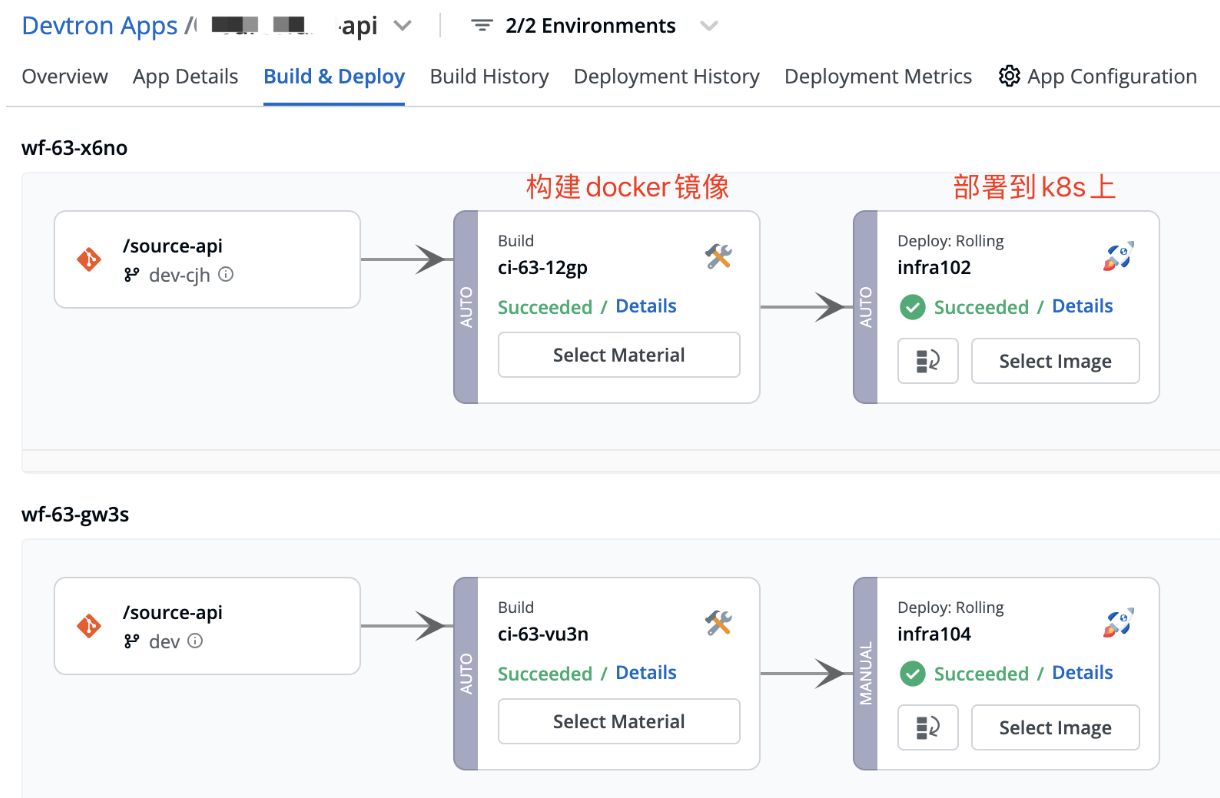 Devtron Apps / -api 2/2 Environments
Overview App Details Build & Deploy Build History Deployment History Deployment Metrics App Configuration
wf-63-x6no
构建docker镜像 部署到k8s上
/source-api
dev-cjh
AUTO
Build
ci-63-12gp
Succeeded / Details
Select Material
AUTO
Deploy: Rolling
infra102
Succeeded / Details
Select Image
wf-63-gw3s
/source-api
dev
AUTO
Build
ci-63-vu3n
Succeeded / Details
Select Material
MANUAL
Deploy: Rolling
infra104
Succeeded / Details
Select Image